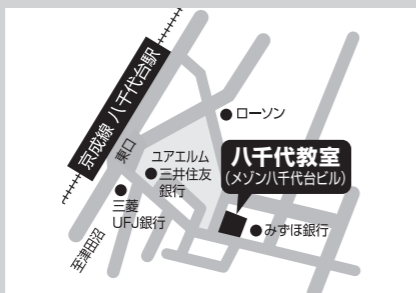 京成線 八千代台駅
東口
ローソン
ユアエルム
三井住友
銀行
八千代教室
(メゾン八千代台ビル)
三菱
UFJ銀行
みずほ銀行
至津田沼